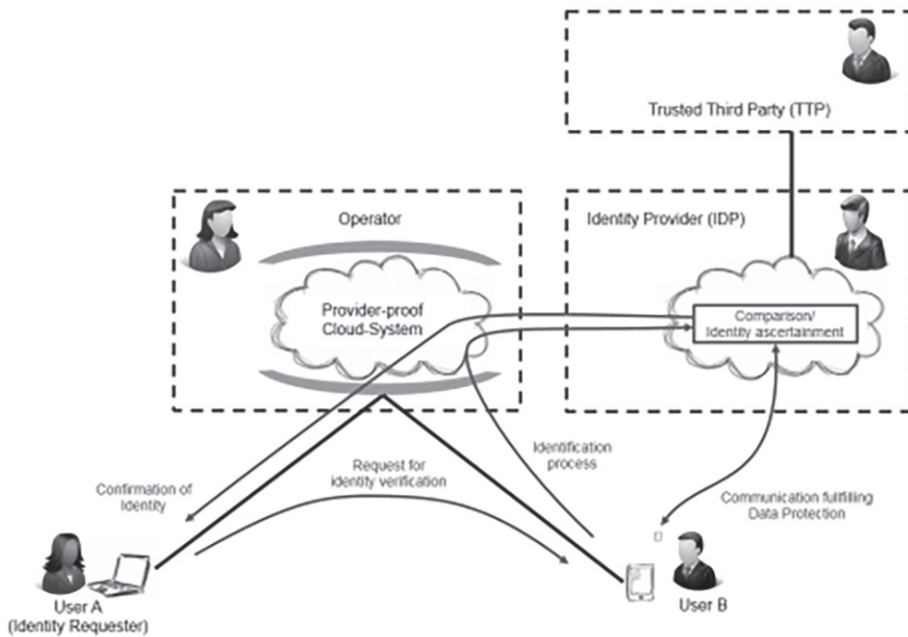 Trusted Third Party (TTP)
Operator
Identity Provider (IDP)
Provider-proof
Cloud-System
Comparison/
Identity ascertainment
Identification
process
Request for
identity verification
Confirmation of
Identity
Communication fullfilling
Data Protection
User A
(Identity Requester)
User B